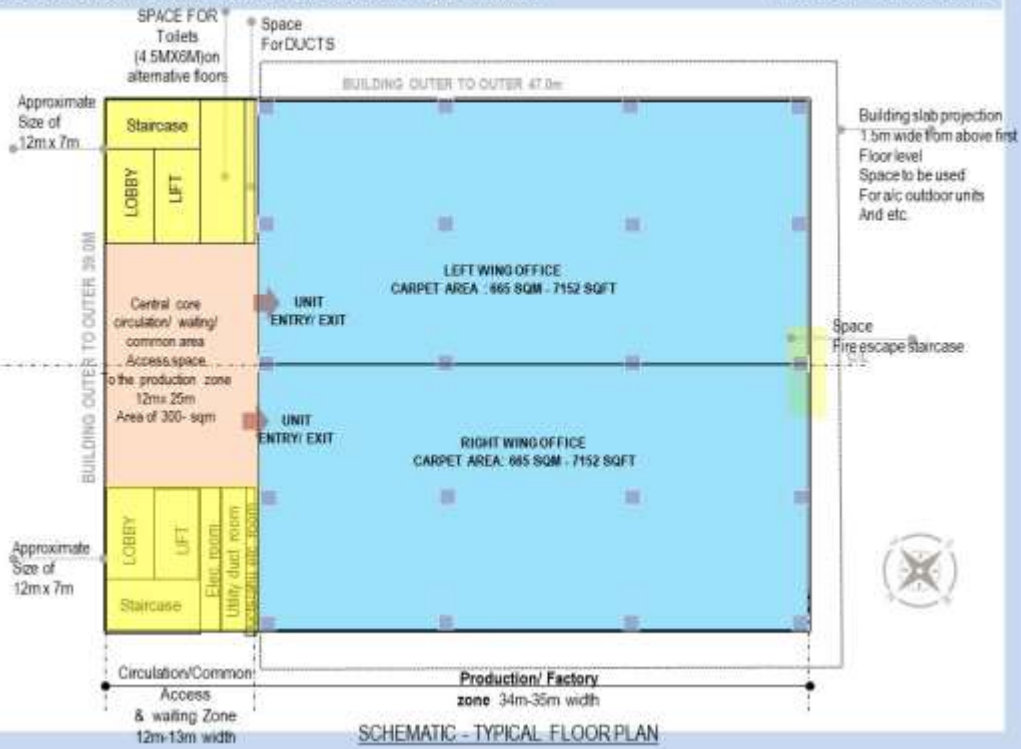 SPACE FOR
Toilets
(4.5MX6M)on
alternative floors
Space
For DUCTS
BUILDING OUTER TO OUTER 47.0m
Approximate
Size of
12m x 7m
Staircase
LOBBY
LIFT
Building slab projection
1.5m wide from above first
Floor level
Space to be used
For a/c outdoor units
And etc.
BUILDING OUTER TO OUTER 39.0M
LEFT WING OFFICE
CARPET AREA : 665 SQM - 7152 SQFT
Central core
circulation/ waiting/
common area
Access space
o the production zone
12mx 25m
Area of 300- sqm
UNIT
ENTRY/ EXIT
Space
Fire escape staircase
UNIT
ENTRY/ EXIT
RIGHT WING OFFICE
CARPET AREA: 665 SQM - 7152 SQFT
LOBBY
LIFT
Elec. room
Utility duct room
Approximate
Size of
12m x 7m
Staircase
Circulation/Common
Access
& waiting Zone
12m-13m width
Production/ Factory
zone 34m-35m width
SCHEMATIC - TYPICAL FLOOR PLAN